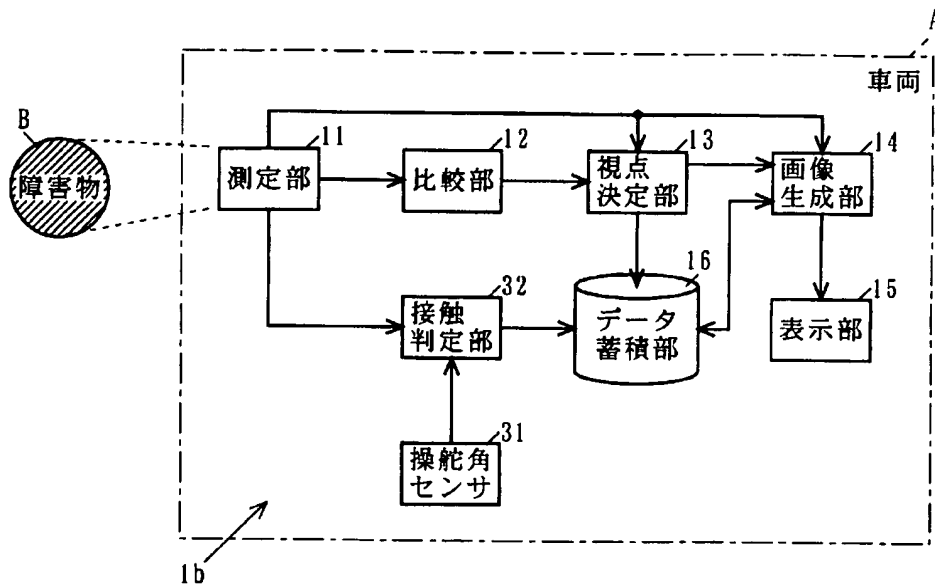 A
車両
B
障害物
11
測定部
12
比較部
13
視点
決定部
14
画像
生成部
32
接触
判定部
16
データ
蓄積部
15
表示部
31
操舵角
センサ
1b